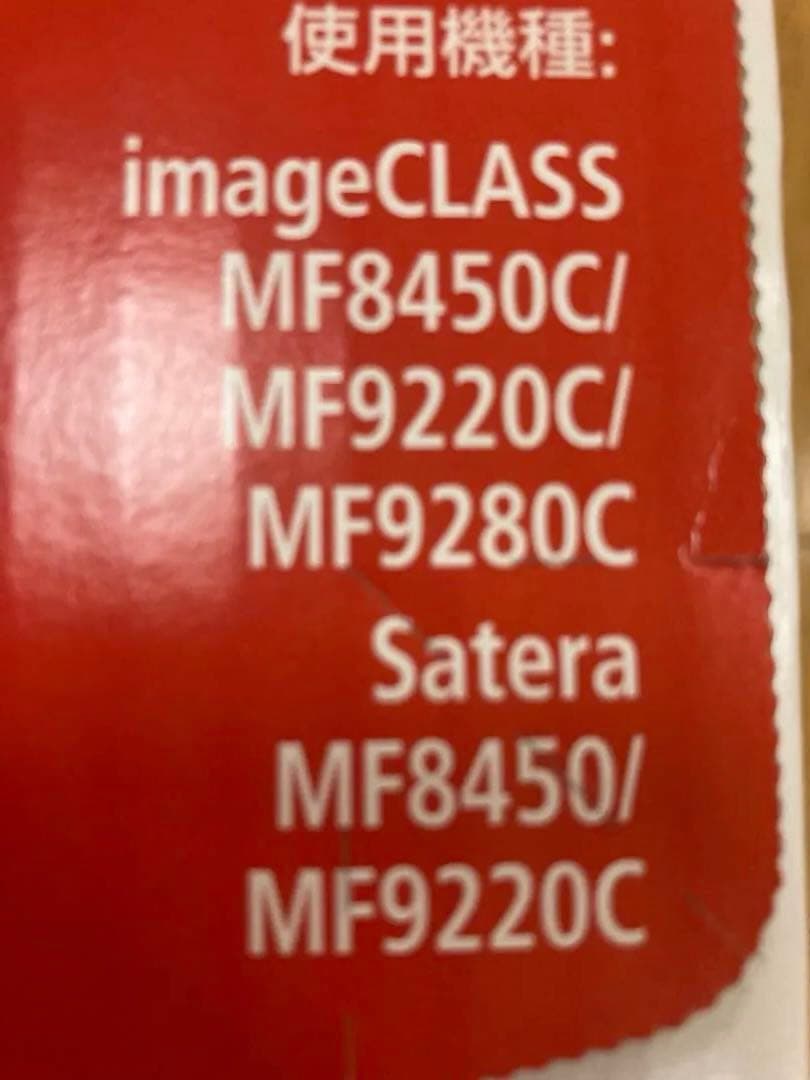 使用機種:
imageCLASS
MF8450C/
MF9220C/
MF9280C
Satera
MF8450/
MF9220C